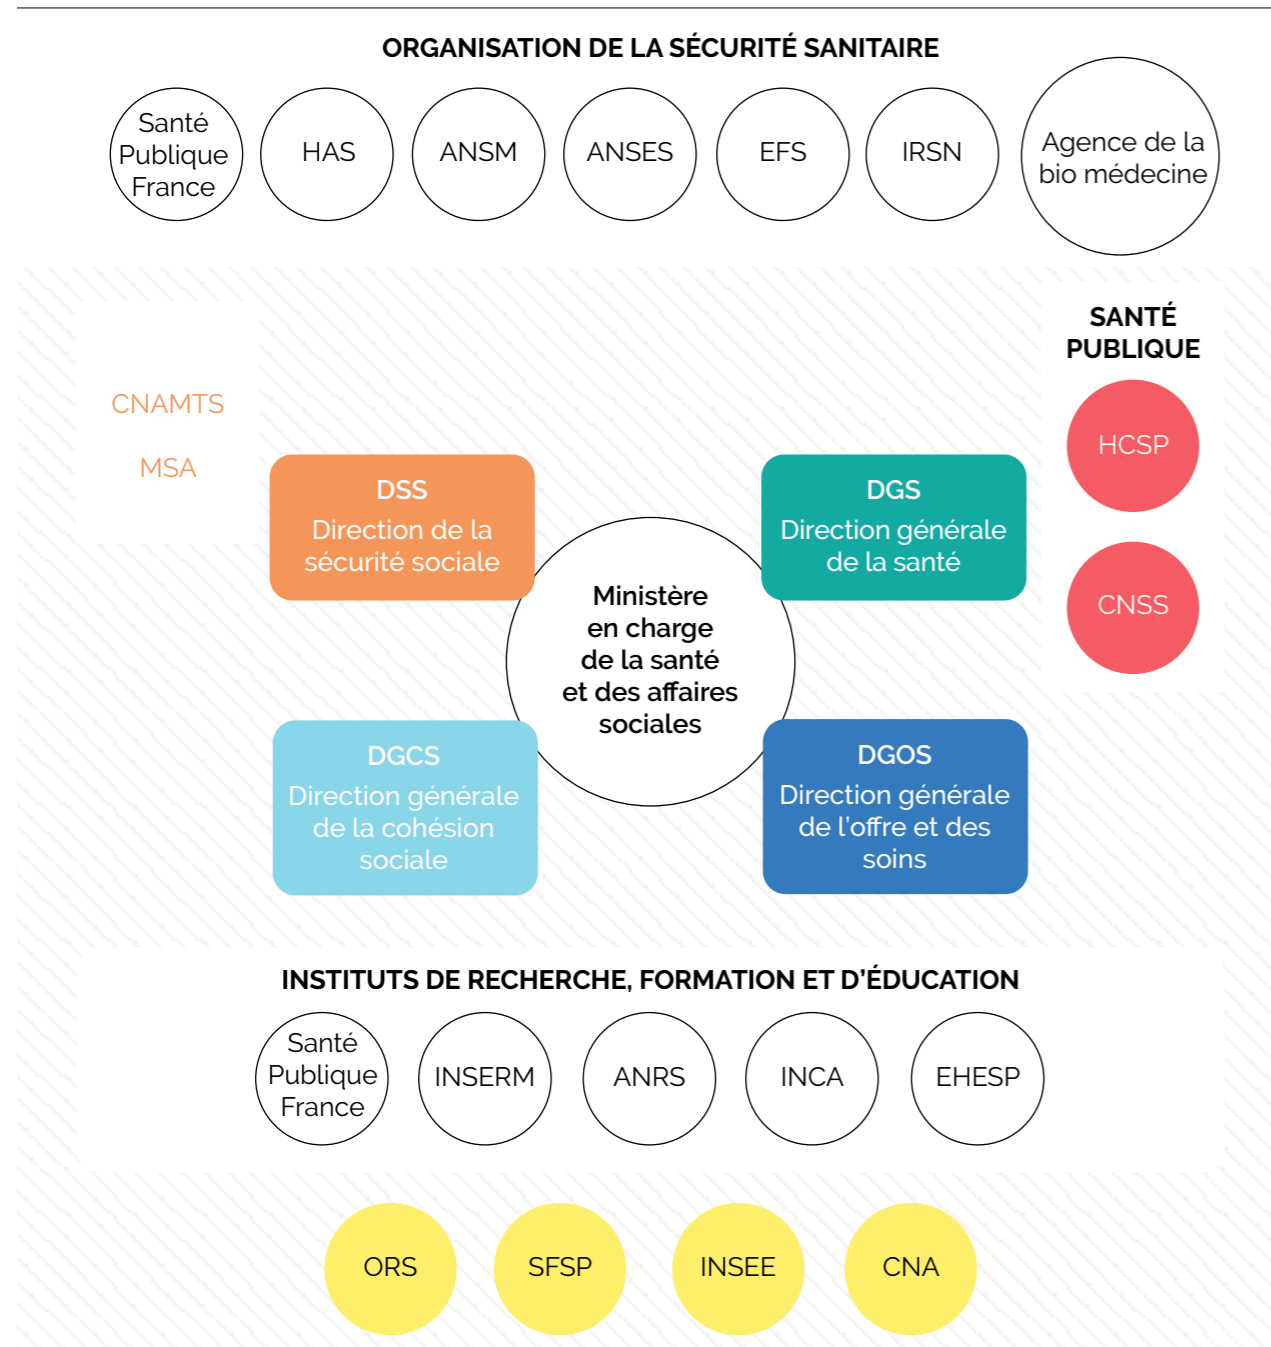 ORGANISATION DE LA SÉCURITÉ SANITAIRE
Santé
Publique
France
HAS
ANSM
ANSES
EFS
IRSN
Agence de la
bio médecine
CNAMTS
MSA
SANTÉ
PUBLIQUE
HCSP
CNSS
DSS
Direction de la
sécurité sociale
DGS
Direction générale
de la santé
Ministère
en charge
de la santé
et des affaires
sociales
DGCS
Direction générale
de la cohésion
sociale
DGOS
Direction générale
de l'offre et des
soins
INSTITUTS DE RECHERCHE, FORMATION ET D'ÉDUCATION
Santé
Publique
France
INSERM
ANRS
INCA
EHESP
ORS
SFSP
INSEE
CNA